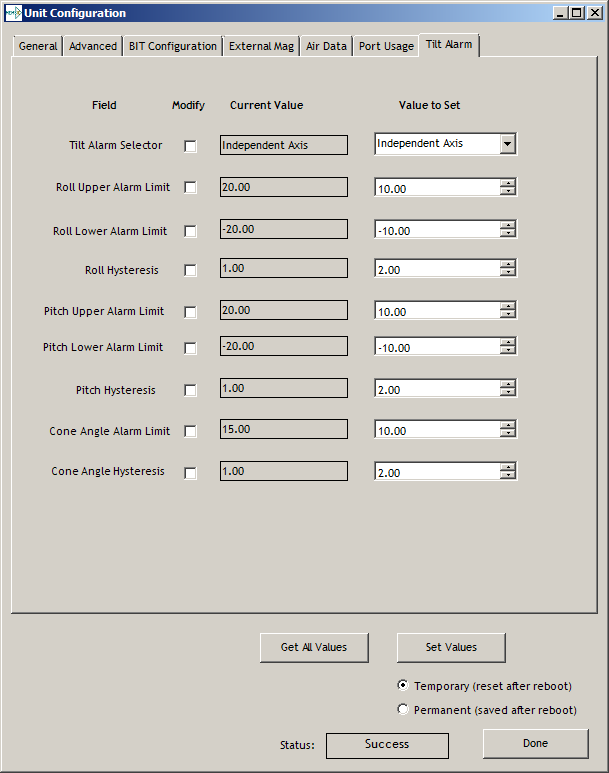 Unit Configuration
General Advanced BIT Configuration External Mag Air Data Port Usage Tilt Alarm
Field Modify Current Value Value to Set
Tilt Alarm Selector Independent Axis Independent Axis
Roll Upper Alarm Limit 20.00 10.00
Roll Lower Alarm Limit -20.00 -10.00
Roll Hysteresis 1.00 2.00
Pitch Upper Alarm Limit 20.00 10.00
Pitch Lower Alarm Limit -20.00 -10.00
Pitch Hysteresis 1.00 2.00
Cone Angle Alarm Limit 15.00 10.00
Cone Angle Hysteresis 1.00 2.00
Get All Values Set Values
Temporary (reset after reboot)
Permanent (saved after reboot)
Status: Success Done